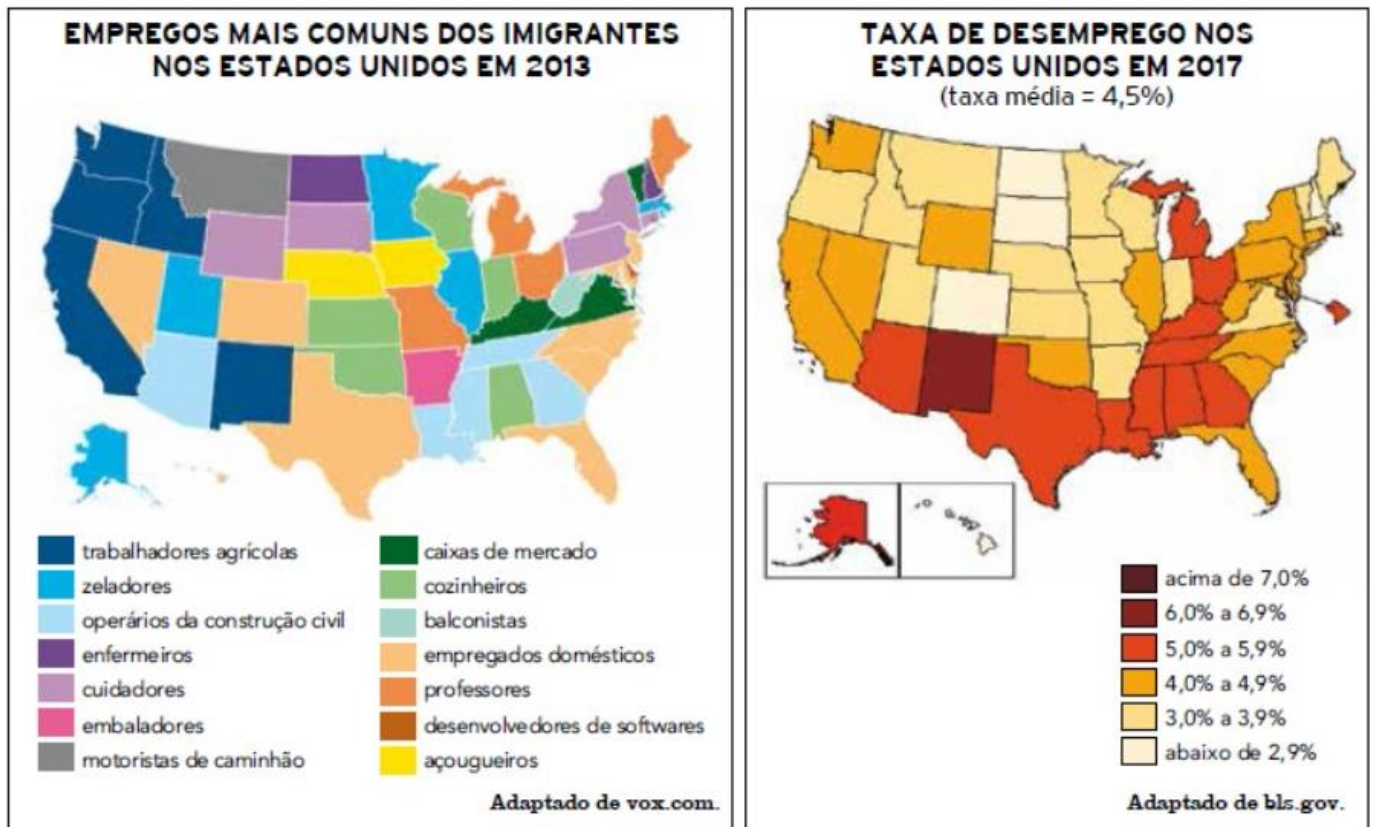 EMPREGOS MAIS COMUNS DOS IMIGRANTES
NOS ESTADOS UNIDOS EM 2013
trabalhadores agrícolas
zeladores
operários da construção civil
enfermeiros
cuidadores
embaladores
motoristas de caminhão
caixas de mercado
cozinheiros
balconistas
empregados domésticos
professores
desenvolvedores de softwares
açougueiros
Adaptado de vox.com.
TAXA DE DESEMPREGO NOS
ESTADOS UNIDOS EM 2017
(taxa média = 4,5%)
acima de 7,0%
6,0% a 6,9%
5,0% a 5,9%
4,0% a 4,9%
3,0% a 3,9%
abaixo de 2,9%
Adaptado de bls.gov.